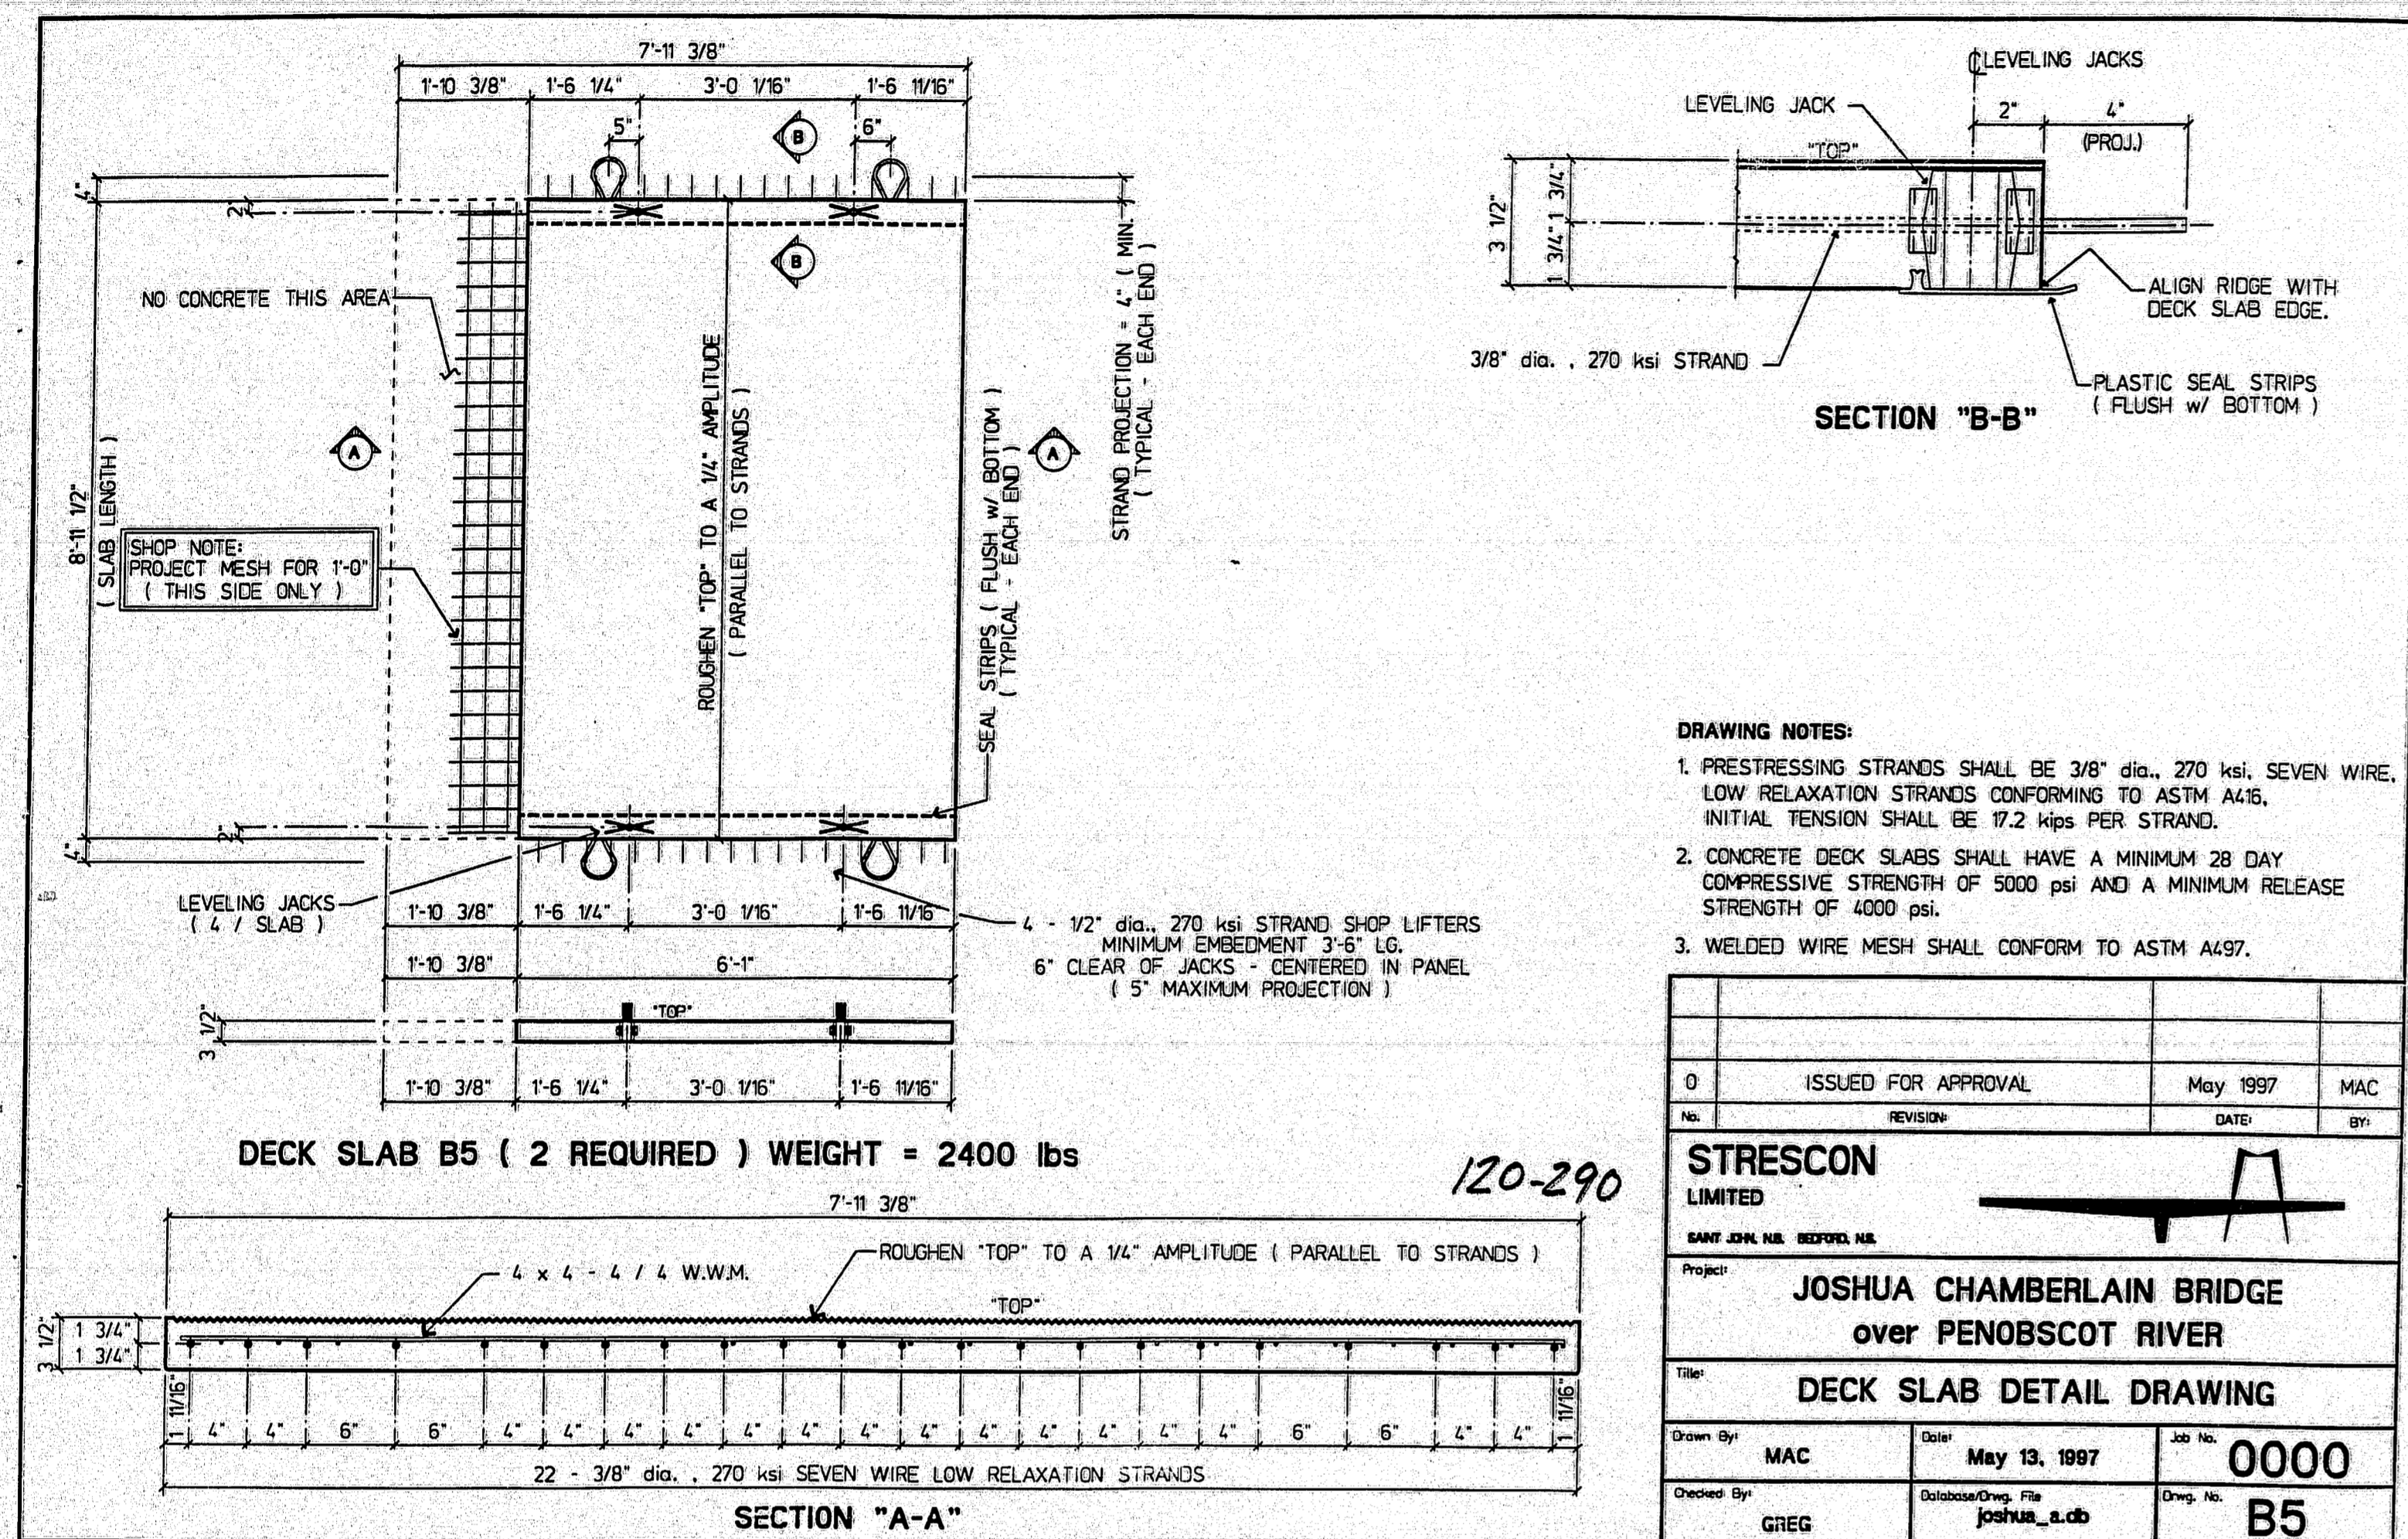 7'-11 3/8"
1'-10 3/8" 1'-6 1/4" 3'-0 1/16" 1'-6 11/16"
5" 6"
B
B
4"
2"
NO CONCRETE THIS AREA
A
A
8'-11 1/2"
( SLAB LENGTH )
SHOP NOTE:
PROJECT MESH FOR 1'-0"
( THIS SIDE ONLY )
ROUGHEN "TOP" TO A 1/4" AMPLITUDE
( PARALLEL TO STRANDS )
SEAL STRIPS ( FLUSH w/ BOTTOM )
( TYPICAL - EACH END )
STRAND PROJECTION = 4" ( MIN. )
( TYPICAL - EACH END )
2"
4"
LEVELING JACKS
( 4 / SLAB )
1'-10 3/8" 1'-6 1/4" 3'-0 1/16" 1'-6 11/16"
4 - 1/2" dia., 270 ksi STRAND SHOP LIFTERS
MINIMUM EMBEDMENT 3'-6" LG.
6" CLEAR OF JACKS - CENTERED IN PANEL
( 5" MAXIMUM PROJECTION )
1'-10 3/8" 6'-1"
"TOP"
3 1/2"
1'-10 3/8" 1'-6 1/4" 3'-0 1/16" 1'-6 11/16"
DECK SLAB B5 ( 2 REQUIRED ) WEIGHT = 2400 lbs
120-290
7'-11 3/8"
ROUGHEN "TOP" TO A 1/4" AMPLITUDE ( PARALLEL TO STRANDS )
4 x 4 - 4 / 4 W.W.M.
"TOP"
3 1/2"
1 3/4"
1 3/4"
1 11/16" 4" 4" 6" 6" 4" 4" 4" 4" 4" 4" 4" 4" 4" 4" 4" 4" 4" 6" 6" 4" 4" 1 11/16"
22 - 3/8" dia. , 270 ksi SEVEN WIRE LOW RELAXATION STRANDS
SECTION "A-A"
℄ LEVELING JACKS
LEVELING JACK
2" 4"
(PROJ.)
"TOP"
3 1/2"
1 3/4" 1 3/4"
ALIGN RIDGE WITH
DECK SLAB EDGE.
3/8" dia. , 270 ksi STRAND
PLASTIC SEAL STRIPS
( FLUSH w/ BOTTOM )
SECTION "B-B"
DRAWING NOTES:
1. PRESTRESSING STRANDS SHALL BE 3/8" dia., 270 ksi, SEVEN WIRE,
LOW RELAXATION STRANDS CONFORMING TO ASTM A416,
INITIAL TENSION SHALL BE 17.2 kips PER STRAND.
2. CONCRETE DECK SLABS SHALL HAVE A MINIMUM 28 DAY
COMPRESSIVE STRENGTH OF 5000 psi AND A MINIMUM RELEASE
STRENGTH OF 4000 psi.
3. WELDED WIRE MESH SHALL CONFORM TO ASTM A497.
0 ISSUED FOR APPROVAL May 1997 MAC
No. REVISION: DATE: BY:
STRESCON
LIMITED
SAINT JOHN, N.B. BEDFORD, N.S.
Project:
JOSHUA CHAMBERLAIN BRIDGE
over PENOBSCOT RIVER
Title:
DECK SLAB DETAIL DRAWING
Drawn By: Date: Job No.
MAC May 13, 1997 0000
Checked By: Database/Drwg. File Drwg. No.
GREG joshua_a.db B5